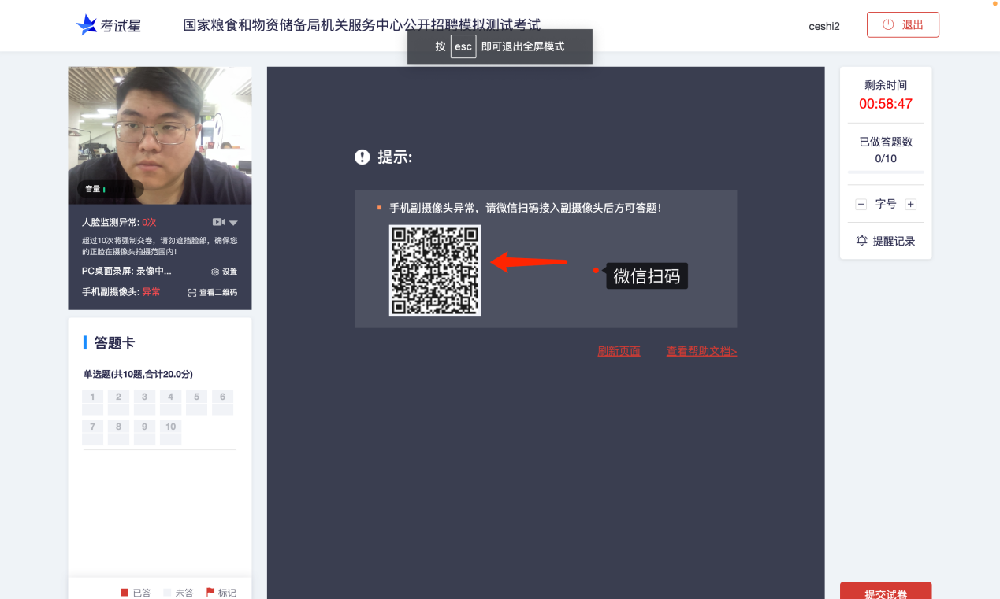 考试星
国家粮食和物资储备局机关服务中心公开招聘模拟测试考试
ceshi2
退出
按 esc 即可退出全屏模式
音量
人脸监测异常: 0次
超过10次将强制交卷，请勿遮挡脸部，确保您
的正脸在摄像头拍摄范围内!
PC桌面录屏: 录像中...
设置
手机副摄像头: 异常
查看二维码
答题卡
单选题(共10题,合计20.0分)
1 2 3 4 5 6
7 8 9 10
已答 未答 标记
提示:
手机副摄像头异常，请微信扫码接入副摄像头后方可答题!
微信扫码
刷新页面 查看帮助文档>
剩余时间
00:58:47
已做答题数
0/10
字号
提醒记录
提交试卷